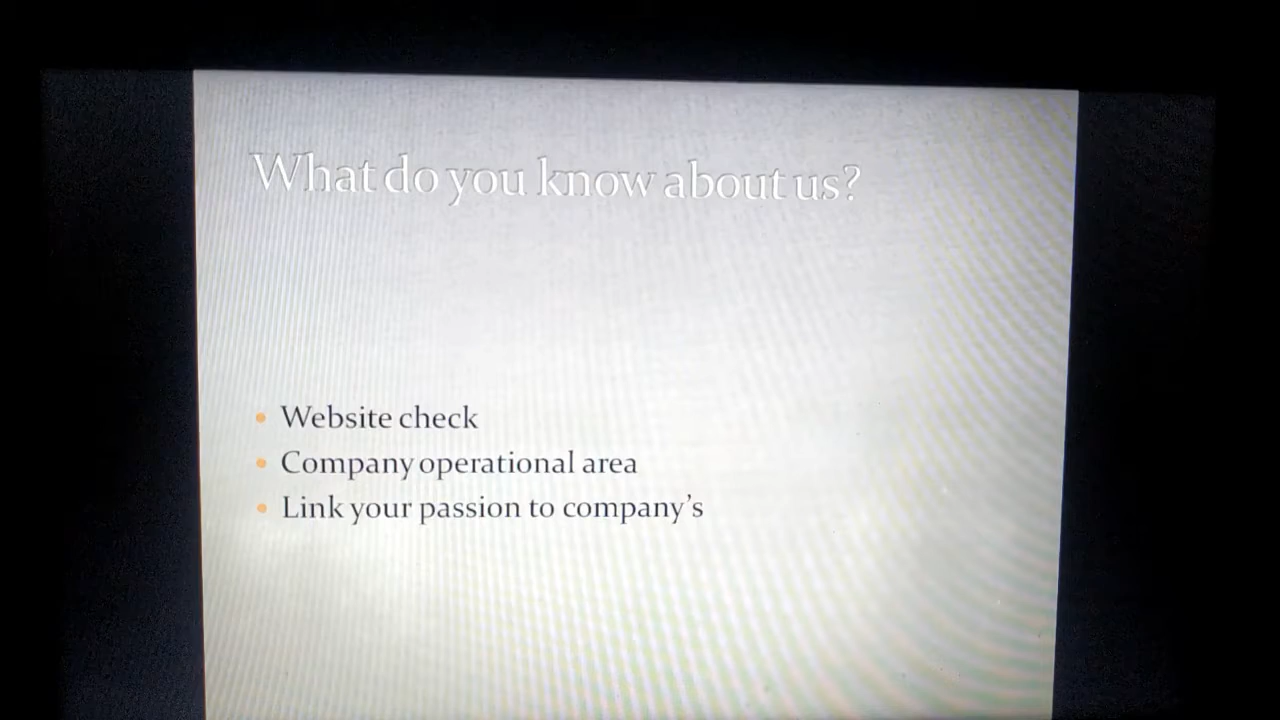 What do you know about us?
Website check
Company operational area
Link your passion to company's